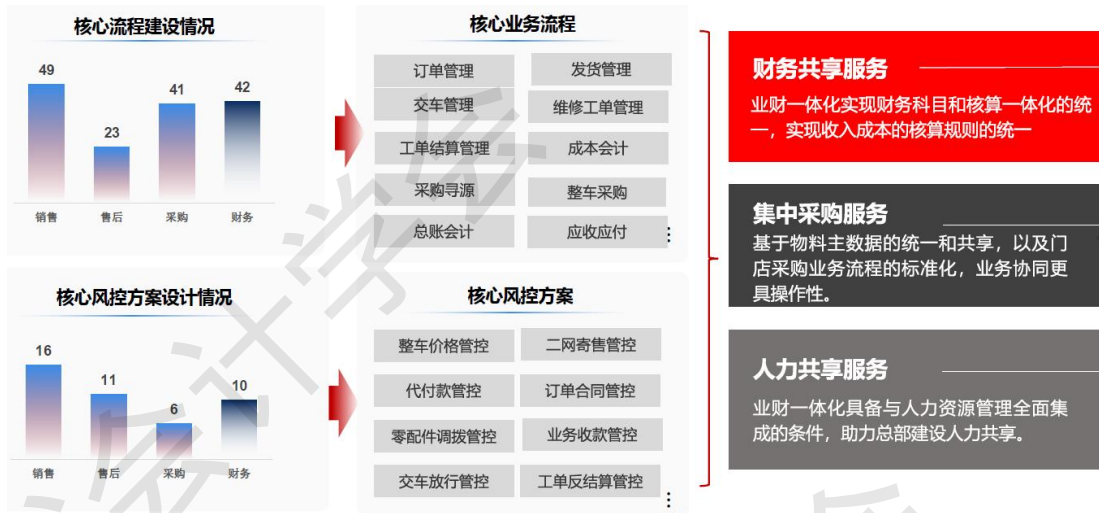 核心流程建设情况
49
23
41
42
销售
售后
采购
财务
核心业务流程
订单管理
发货管理
交车管理
维修工单管理
工单结算管理
成本会计
采购寻源
整车采购
总账会计
应收应付
核心风控方案设计情况
16
11
6
10
销售
售后
采购
财务
核心风控方案
整车价格管控
二网寄售管控
代付款管控
订单合同管控
零配件调拨管控
业务收款管控
交车放行管控
工单反结算管控
财务共享服务
业财一体化实现财务科目和核算一体化的统
一，实现收入成本的核算规则的统一
集中采购服务
基于物料主数据的统一和共享，以及门
店采购业务流程的标准化，业务协同更
具操作性。
人力共享服务
业财一体化具备与人力资源管理全面集
成的条件，助力总部建设人力共享。
会计学会